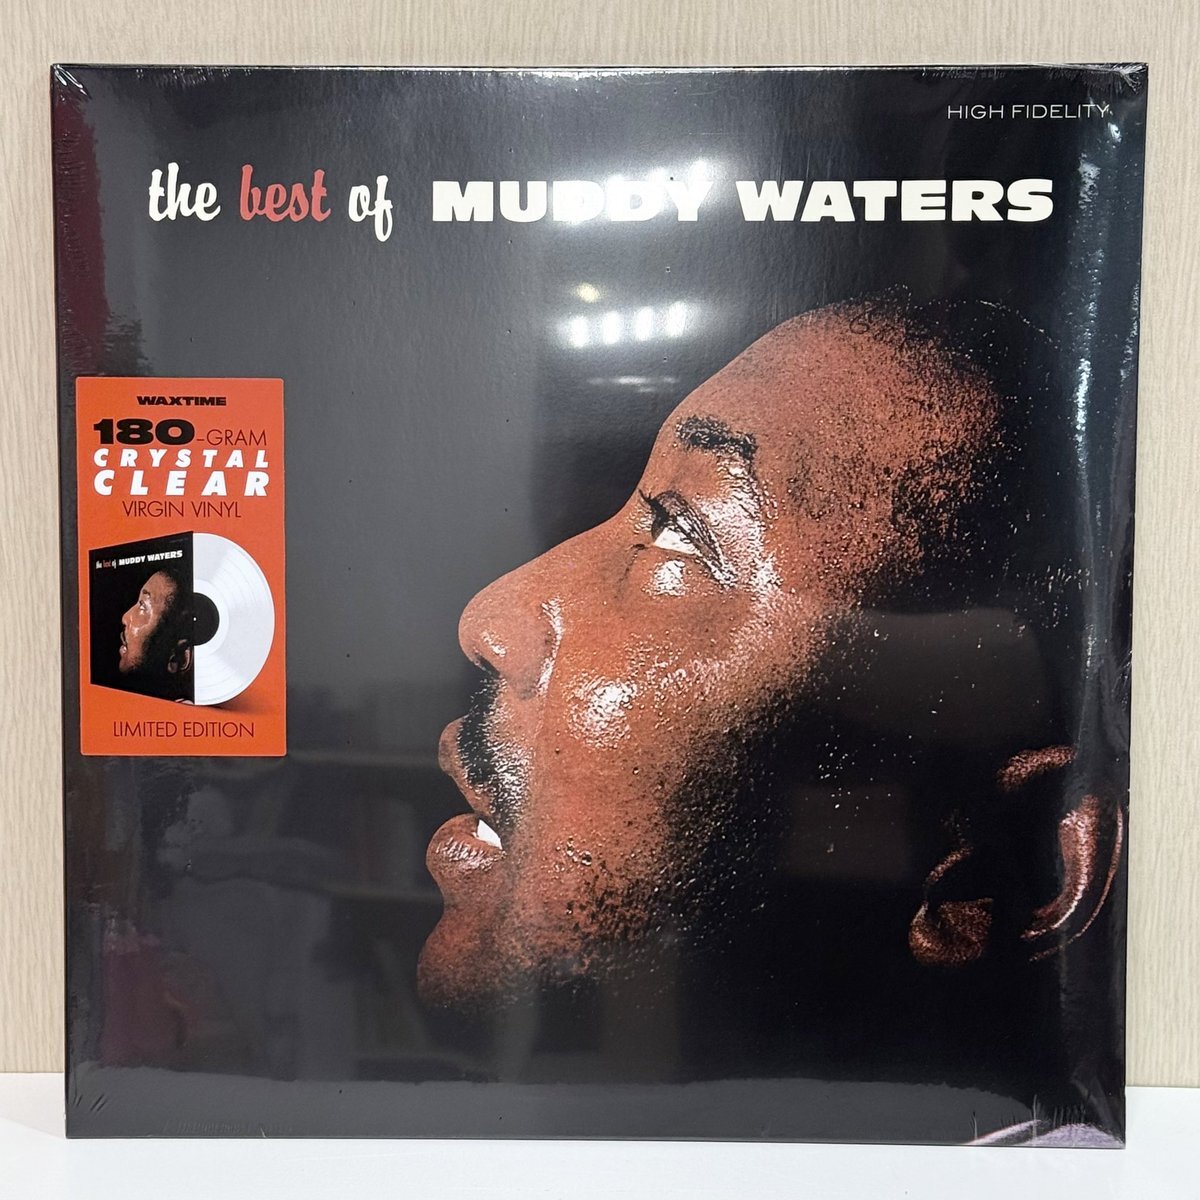 HIGH FIDELITY
the best of MUDDY WATERS
WAXTIME
180-GRAM
CRYSTAL
CLEAR
VIRGIN VINYL
the best of MUDDY WATERS
LIMITED EDITION